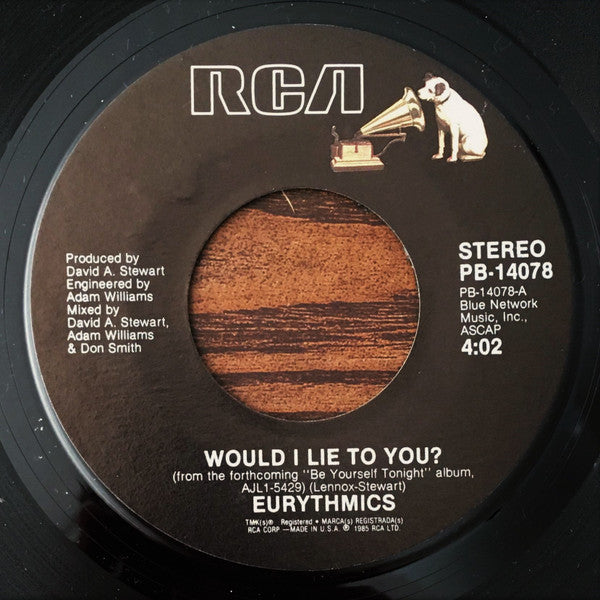 RCA
STEREO
PB-14078
PB-14078-A
Blue Network
Music, Inc.,
ASCAP
4:02
Produced by
David A. Stewart
Engineered by
Adam Williams
Mixed by
David A. Stewart,
Adam Williams
& Don Smith
WOULD I LIE TO YOU?
(from the forthcoming "Be Yourself Tonight" album,
AJL1-5429) (Lennox-Stewart)
EURYTHMICS
TMK(s)® Registered • MARCA(s) REGISTRADA(s)
RCA CORP —MADE IN U.S.A. ℗ 1985 RCA LTD.